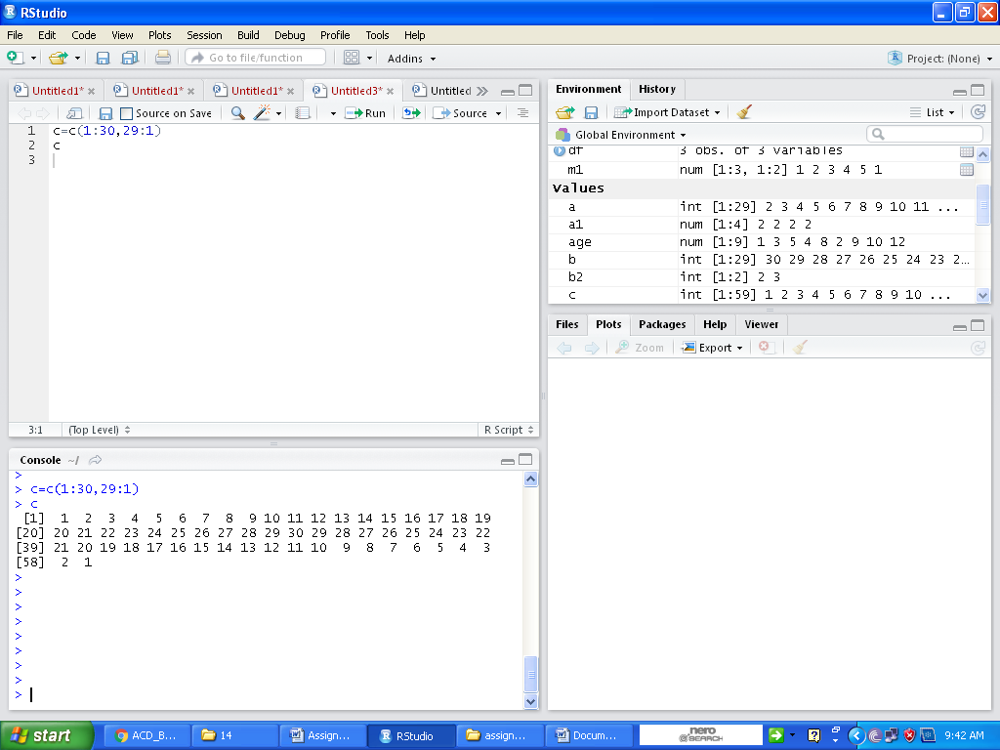 RStudio
File Edit Code View Plots Session Build Debug Profile Tools Help
Go to file/function Addins Project: (None)
Untitled1* Untitled1* Untitled1* Untitled3* Untitled
Source on Save Run Source
1 c=c(1:30,29:1)
2 c
3
3:1 (Top Level) R Script
Console ~/
>
> c=c(1:30,29:1)
> c
[1] 1 2 3 4 5 6 7 8 9 10 11 12 13 14 15 16 17 18 19
[20] 20 21 22 23 24 25 26 27 28 29 30 29 28 27 26 25 24 23 22
[39] 21 20 19 18 17 16 15 14 13 12 11 10 9 8 7 6 5 4 3
[58] 2 1
>
>
>
>
>
>
>
>
>
Environment History
Import Dataset List
Global Environment
df 3 obs. of 3 variables
m1 num [1:3, 1:2] 1 2 3 4 5 1
Values
a int [1:29] 2 3 4 5 6 7 8 9 10 11 ...
a1 num [1:4] 2 2 2 2
age num [1:9] 1 3 5 4 8 2 9 10 12
b int [1:29] 30 29 28 27 26 25 24 23 2…
b2 int [1:2] 2 3
c int [1:59] 1 2 3 4 5 6 7 8 9 10 ...
Files Plots Packages Help Viewer
Zoom Export
start ACD_B... 14 Assign... RStudio assign... Docum... nero SEARCH 9:42 AM